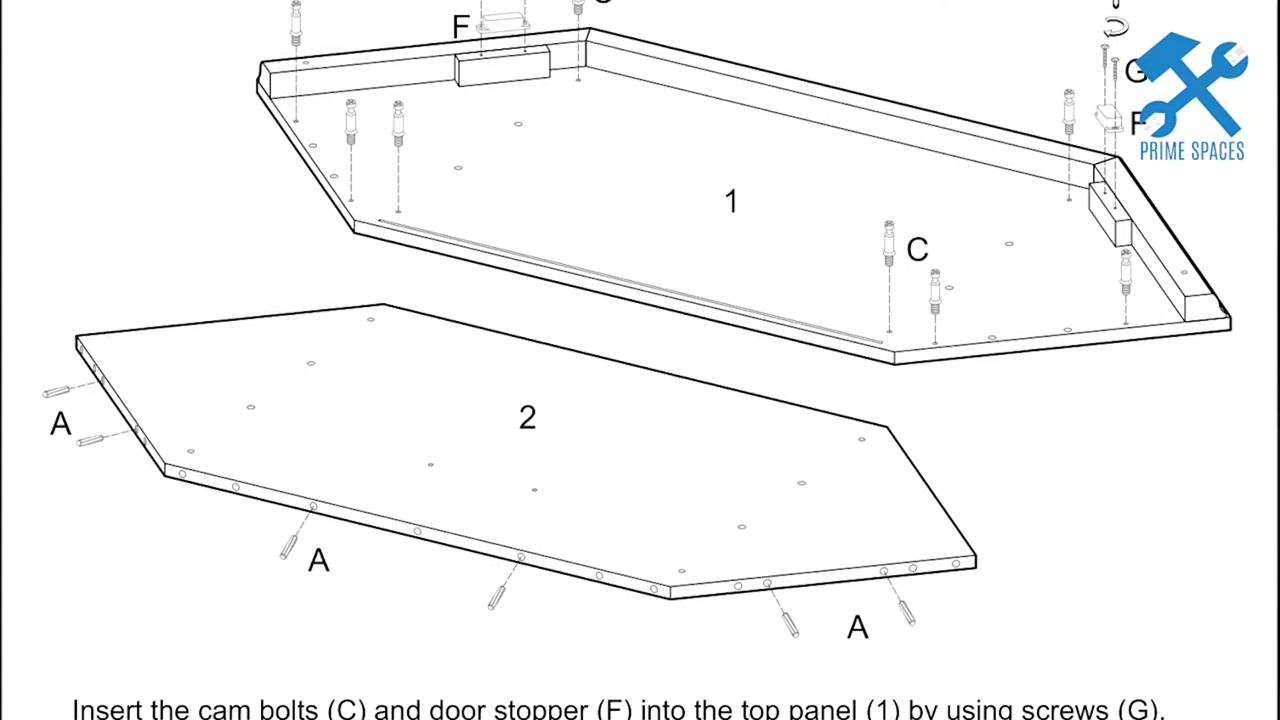 F
G
F
PRIME SPACES
1
C
2
A
A
A
Insert the cam bolts (C) and door stopper (F) into the top panel (1) by using screws (G).